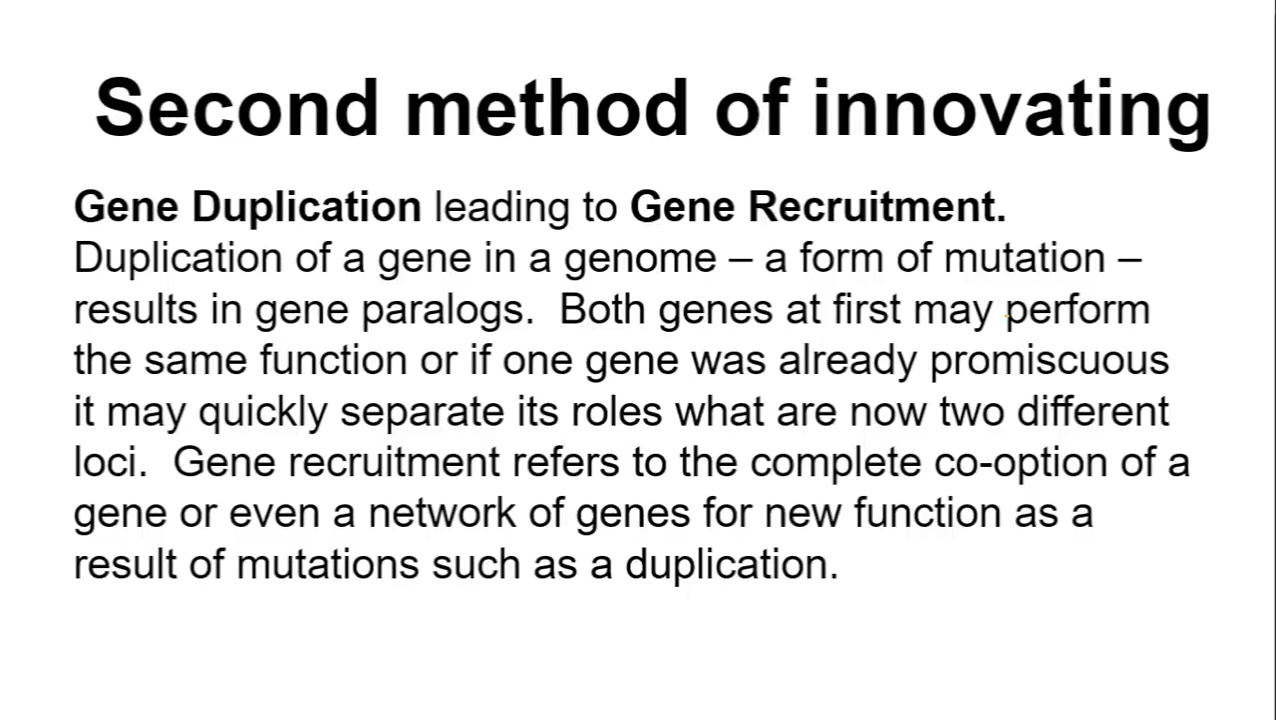 Second method of innovating
Gene Duplication leading to Gene Recruitment.
Duplication of a gene in a genome – a form of mutation –
results in gene paralogs.  Both genes at first may perform
the same function or if one gene was already promiscuous
it may quickly separate its roles what are now two different
loci.  Gene recruitment refers to the complete co-option of a
gene or even a network of genes for new function as a
result of mutations such as a duplication.